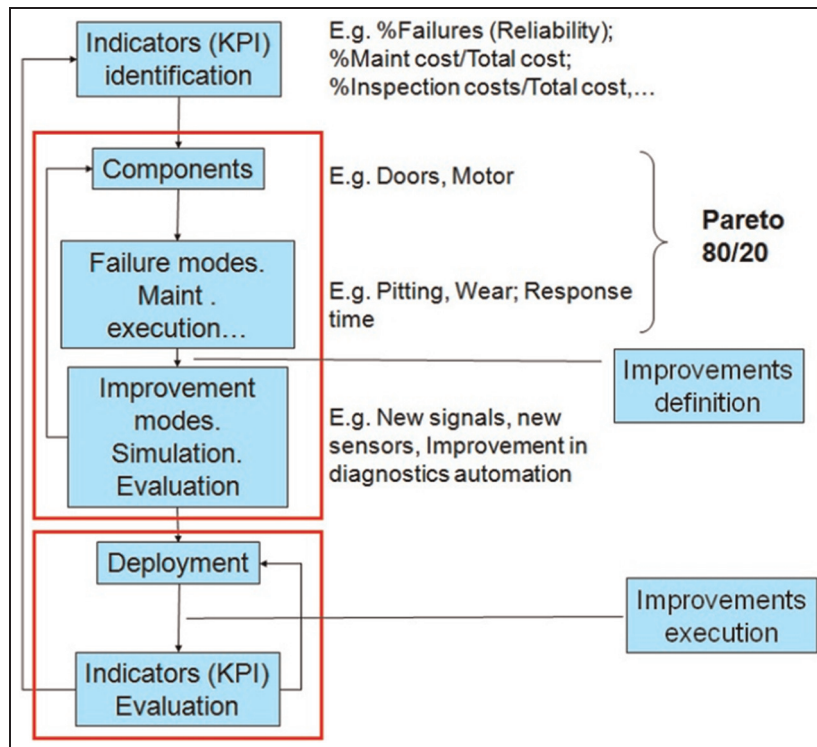 Indicators (KPI)
identification
E.g. %Failures (Reliability);
%Maint cost/Total cost;
%Inspection costs/Total cost,...
Components
E.g. Doors, Motor
Pareto
80/20
Failure modes.
Maint .
execution...
E.g. Pitting, Wear; Response
time
Improvements
definition
Improvement
modes.
Simulation.
Evaluation
E.g. New signals, new
sensors, Improvement in
diagnostics automation
Deployment
Improvements
execution
Indicators (KPI)
Evaluation